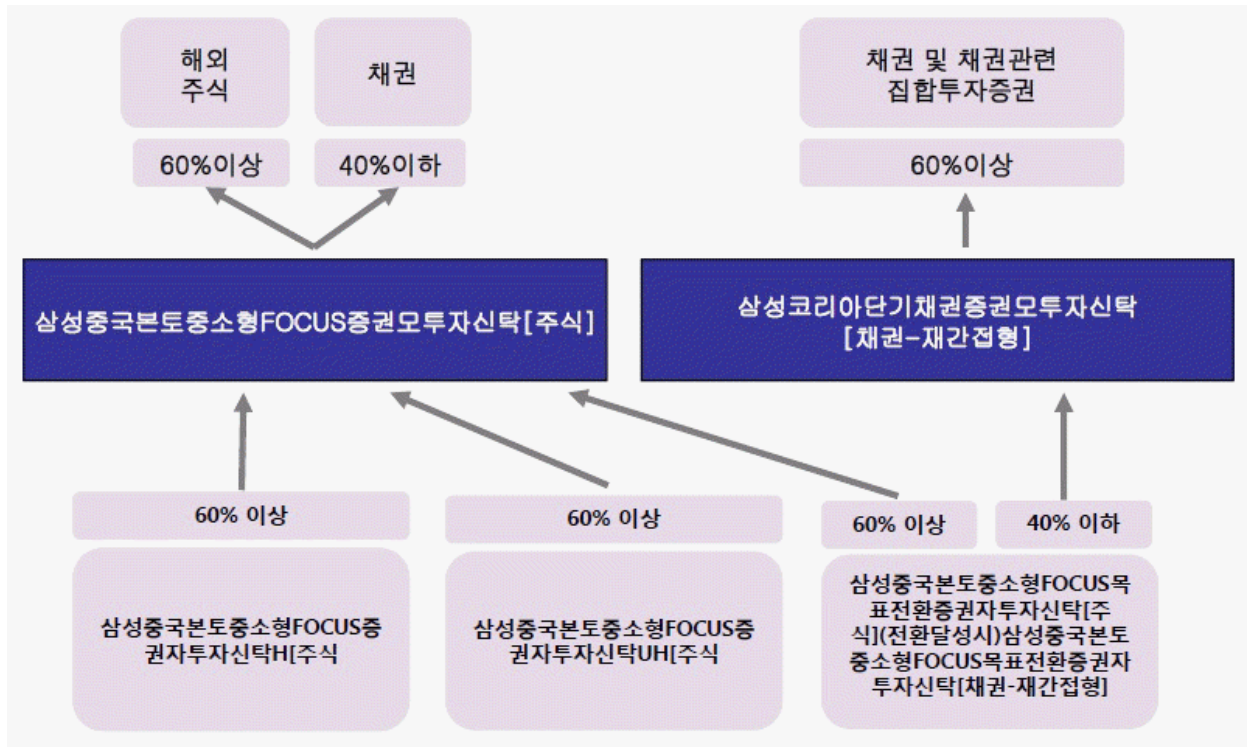 해외
주식
채권
채권 및 채권관련
집합투자증권
60%이상
40%이하
60%이상
삼성중국본토중소형FOCUS증권모투자신탁[주식]
삼성코리아단기채권증권모투자신탁
[채권-재간접형]
60% 이상
60% 이상
60% 이상
40% 이하
삼성중국본토중소형FOCUS증
권자투자신탁H[주식
삼성중국본토중소형FOCUS증
권자투자신탁UH[주식
삼성중국본토중소형FOCUS목
표전환증권자투자신탁[주
식](전환달성시)삼성중국본토
중소형FOCUS목표전환증권자
투자신탁[채권-재간접형]